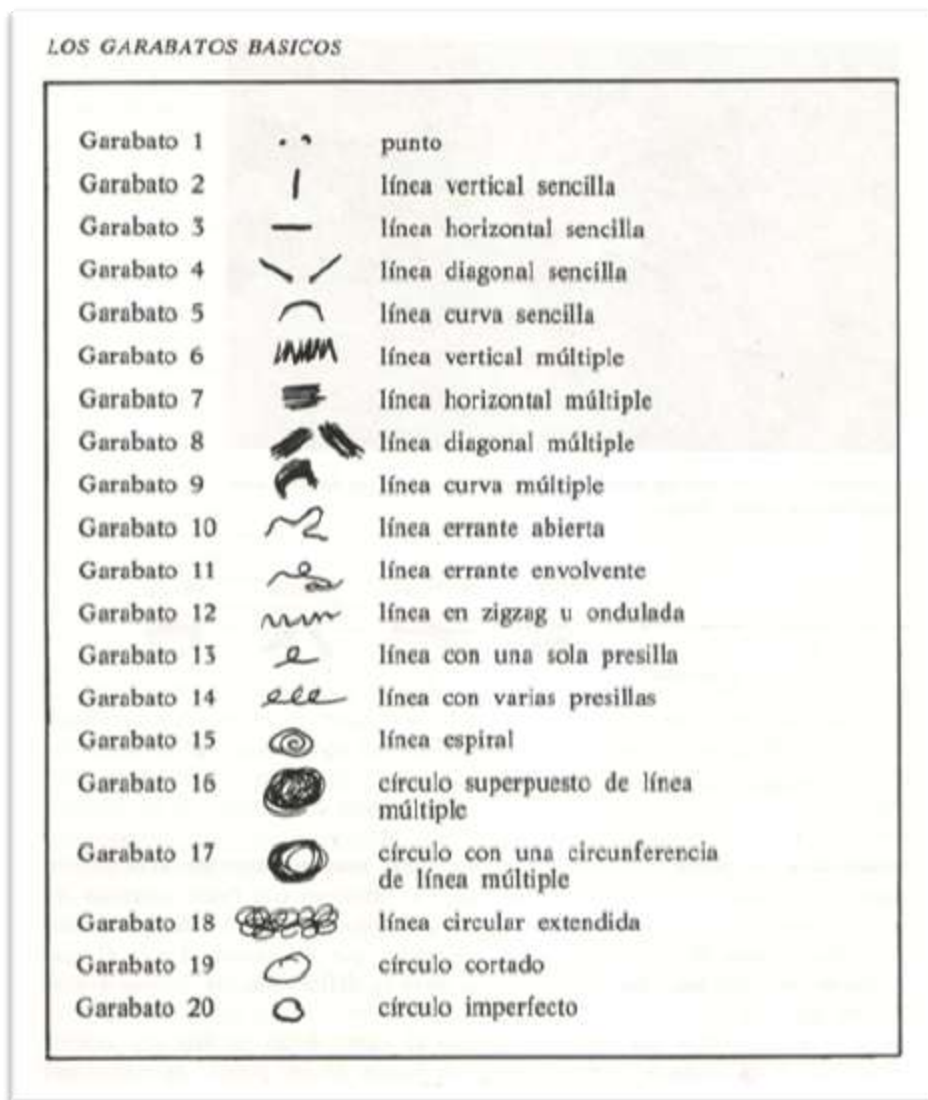 LOS GARABATOS BASICOS
Garabato 1 punto
Garabato 2 línea vertical sencilla
Garabato 3 línea horizontal sencilla
Garabato 4 línea diagonal sencilla
Garabato 5 línea curva sencilla
Garabato 6 línea vertical múltiple
Garabato 7 línea horizontal múltiple
Garabato 8 línea diagonal múltiple
Garabato 9 línea curva múltiple
Garabato 10 línea errante abierta
Garabato 11 línea errante envolvente
Garabato 12 línea en zigzag u ondulada
Garabato 13 línea con una sola presilla
Garabato 14 línea con varias presillas
Garabato 15 línea espiral
Garabato 16 círculo superpuesto de línea
múltiple
Garabato 17 círculo con una circunferencia
de línea múltiple
Garabato 18 línea circular extendida
Garabato 19 círculo cortado
Garabato 20 círculo imperfecto